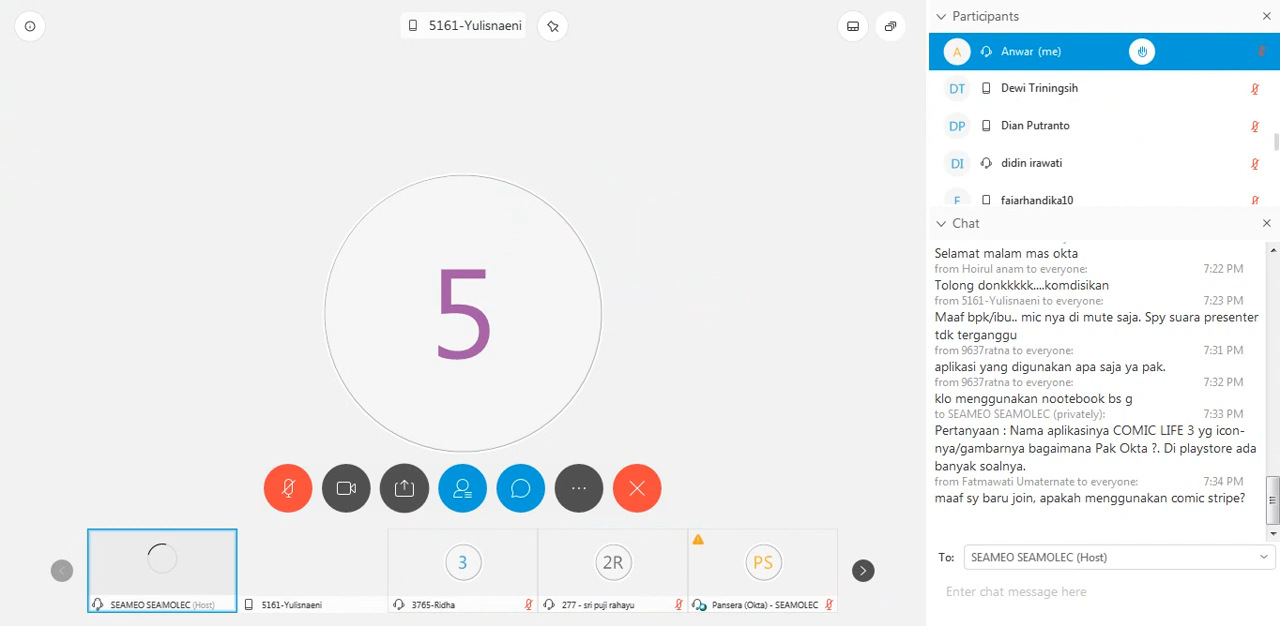 5161-Yulisnaeni
5
SEAMEO SEAMOLEC (Host)
5161-Yulisnaeni
3
3765-Ridha
2R
277 - sri puji rahayu
PS
Pansera (Okta) - SEAMOLEC
Participants
A Anwar (me)
DT Dewi Triningsih
DP Dian Putranto
DI didin irawati
F fajarhandika10
Chat
Selamat malam mas okta
from Hoirul anam to everyone: 7:22 PM
Tolong donkkkkk....komdisikan
from 5161-Yulisnaeni to everyone: 7:23 PM
Maaf bpk/ibu.. mic nya di mute saja. Spy suara presenter
tdk terganggu
from 9637ratna to everyone: 7:31 PM
aplikasi yang digunakan apa saja ya pak.
from 9637ratna to everyone: 7:32 PM
klo menggunakan nootebook bs g
to SEAMEO SEAMOLEC (privately): 7:33 PM
Pertanyaan : Nama aplikasinya COMIC LIFE 3 yg icon-
nya/gambarnya bagaimana Pak Okta ?. Di playstore ada
banyak soalnya.
from Fatmawati Umaternate to everyone: 7:34 PM
maaf sy baru join, apakah menggunakan comic stripe?
To: SEAMEO SEAMOLEC (Host)
Enter chat message here